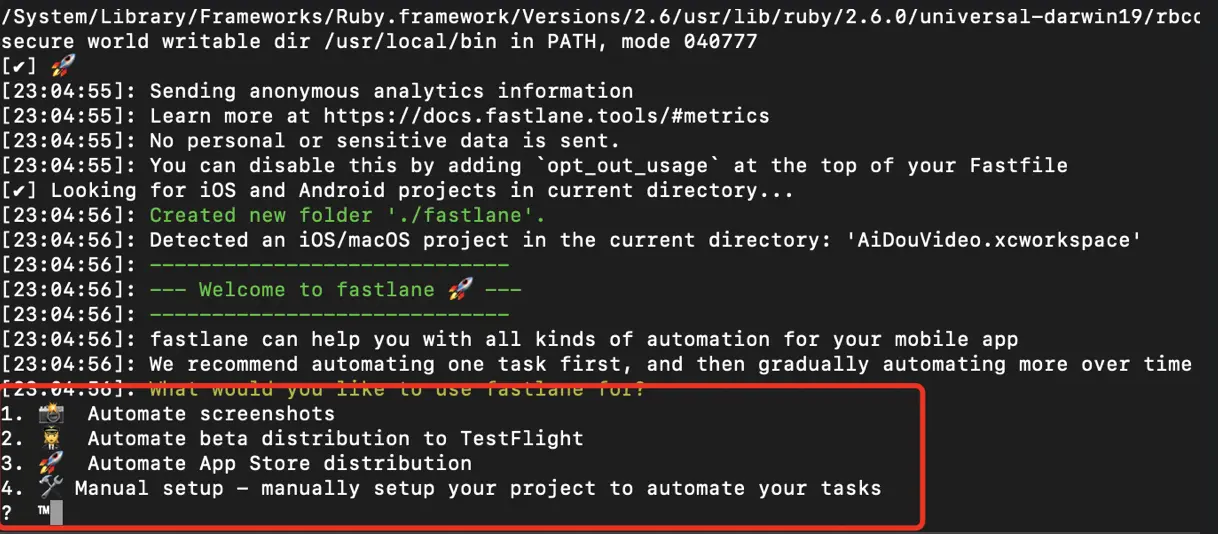 /System/Library/Frameworks/Ruby.framework/Versions/2.6/usr/lib/ruby/2.6.0/universal-darwin19/rbco
secure world writable dir /usr/local/bin in PATH, mode 040777
[✔] 🚀
[23:04:55]: Sending anonymous analytics information
[23:04:55]: Learn more at https://docs.fastlane.tools/#metrics
[23:04:55]: No personal or sensitive data is sent.
[23:04:55]: You can disable this by adding `opt_out_usage` at the top of your Fastfile
[✔] Looking for iOS and Android projects in current directory...
[23:04:56]: Created new folder './fastlane'.
[23:04:56]: Detected an iOS/macOS project in the current directory: 'AiDouVideo.xcworkspace'
[23:04:56]: -----------------------------
[23:04:56]: --- Welcome to fastlane 🚀 ---
[23:04:56]: -----------------------------
[23:04:56]: fastlane can help you with all kinds of automation for your mobile app
[23:04:56]: We recommend automating one task first, and then gradually automating more over time
[23:04:56]: What would you like to use fastlane for?
1. 📸  Automate screenshots
2. 👩‍✈️  Automate beta distribution to TestFlight
3. 🚀  Automate App Store distribution
4. 🛠 Manual setup - manually setup your project to automate your tasks
?  ™